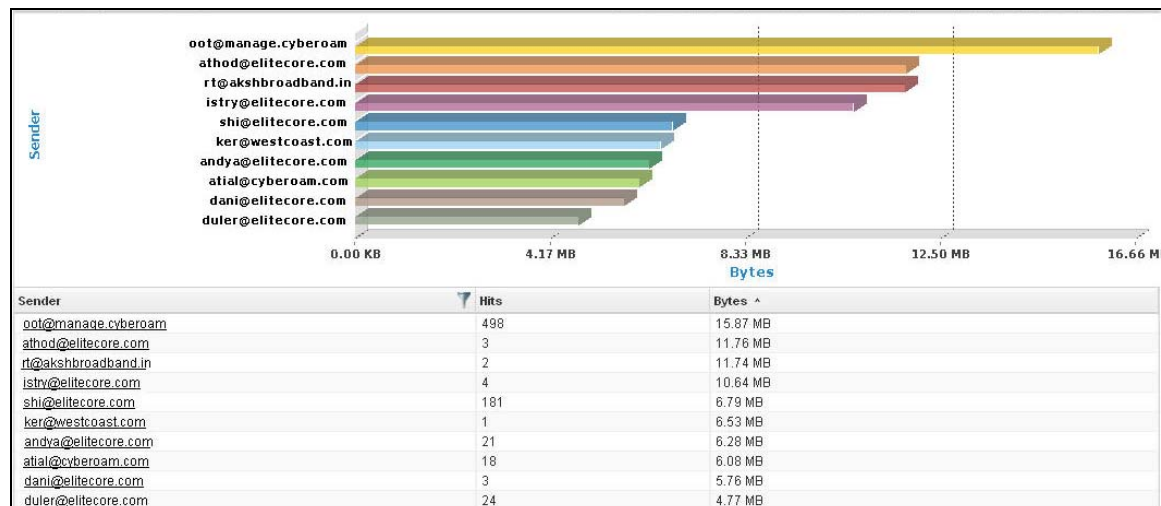 Sender
oot@manage.cyberoam
athod@elitecore.com
rt@akshbroadband.in
istry@elitecore.com
shi@elitecore.com
ker@westcoast.com
andya@elitecore.com
atial@cyberoam.com
dani@elitecore.com
duler@elitecore.com
0.00 KB 4.17 MB 8.33 MB 12.50 MB 16.66 M
Bytes
Sender Hits Bytes ^
oot@manage.cyberoam 498 15.87 MB
athod@elitecore.com 3 11.76 MB
rt@akshbroadband.in 2 11.74 MB
istry@elitecore.com 4 10.64 MB
shi@elitecore.com 181 6.79 MB
ker@westcoast.com 1 6.53 MB
andya@elitecore.com 21 6.28 MB
atial@cyberoam.com 18 6.08 MB
dani@elitecore.com 3 5.76 MB
duler@elitecore.com 24 4.77 MB